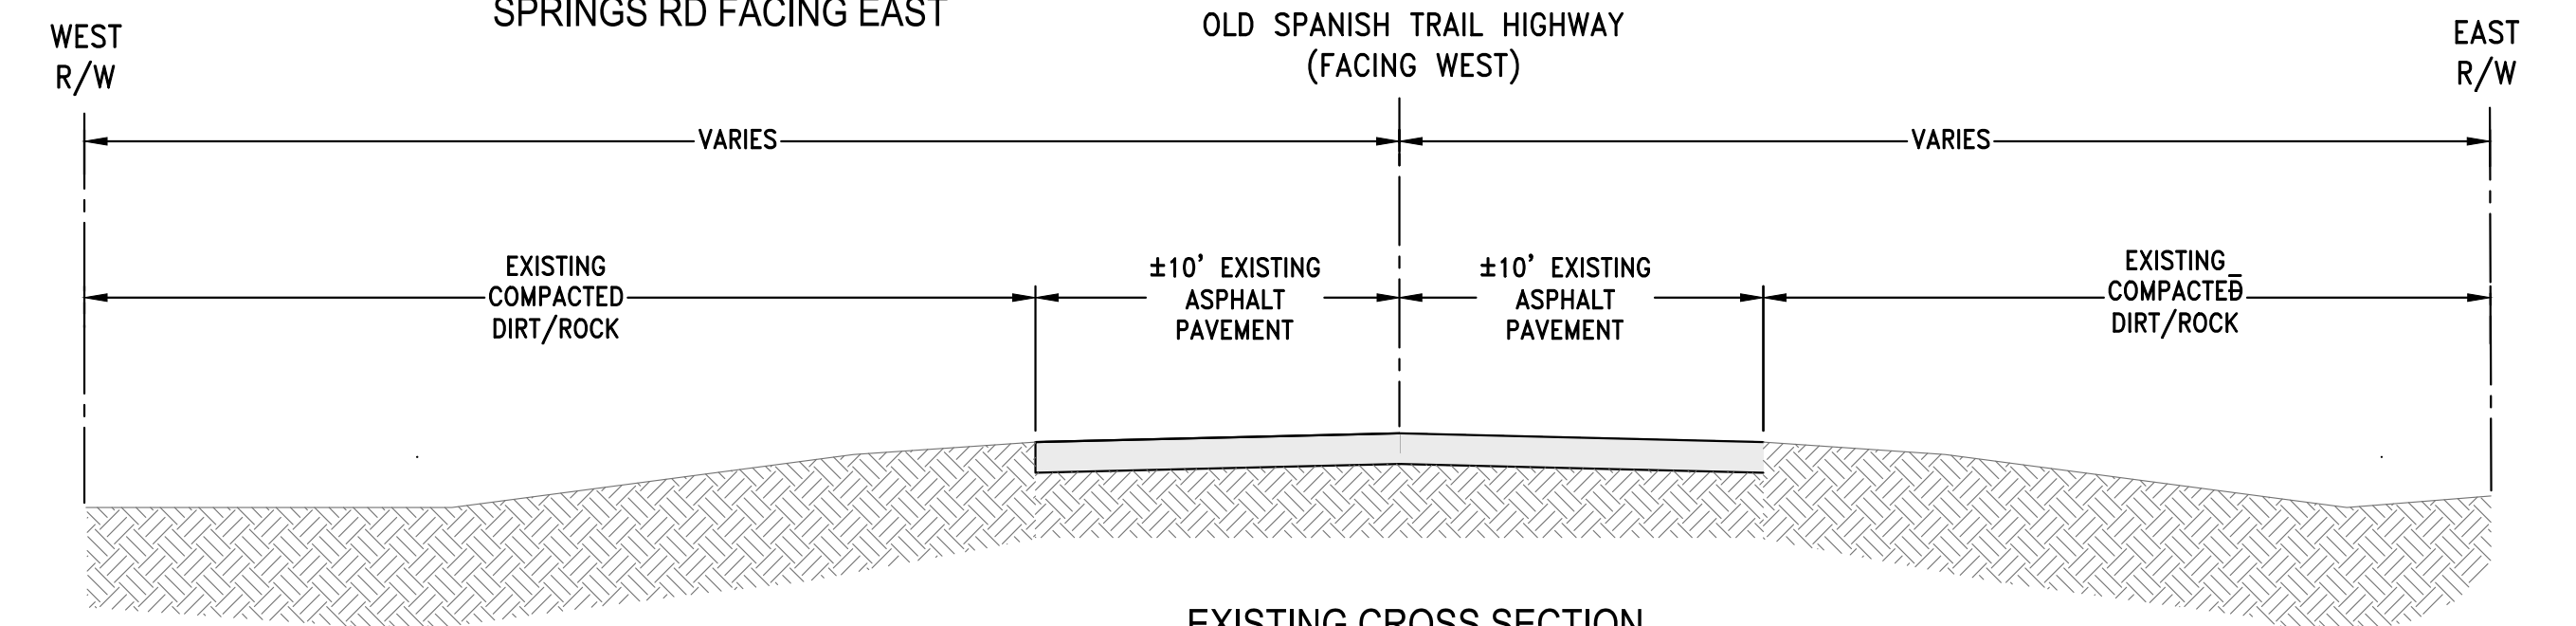 SPRINGS RD FACING EAST
WEST
R/W
OLD SPANISH TRAIL HIGHWAY
(FACING WEST)
EAST
R/W
VARIES
VARIES
EXISTING
COMPACTED
DIRT/ROCK
±10' EXISTING
ASPHALT
PAVEMENT
±10' EXISTING
ASPHALT
PAVEMENT
EXISTING
COMPACTED
DIRT/ROCK
EXISTING CROSS SECTION